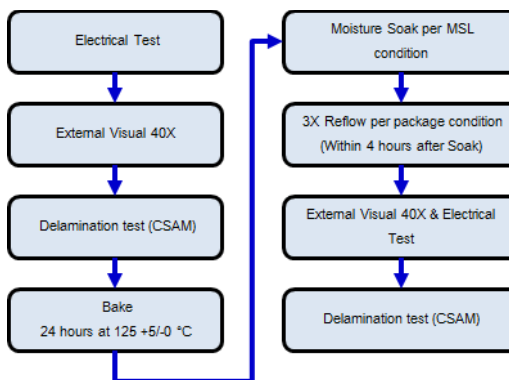 Electrical Test
External Visual 40X
Delamination test (CSAM)
Bake
24 hours at 125 +5/-0 °C
Moisture Soak per MSL
condition
3X Reflow per package condition
(Within 4 hours after Soak)
External Visual 40X & Electrical
Test
Delamination test (CSAM)